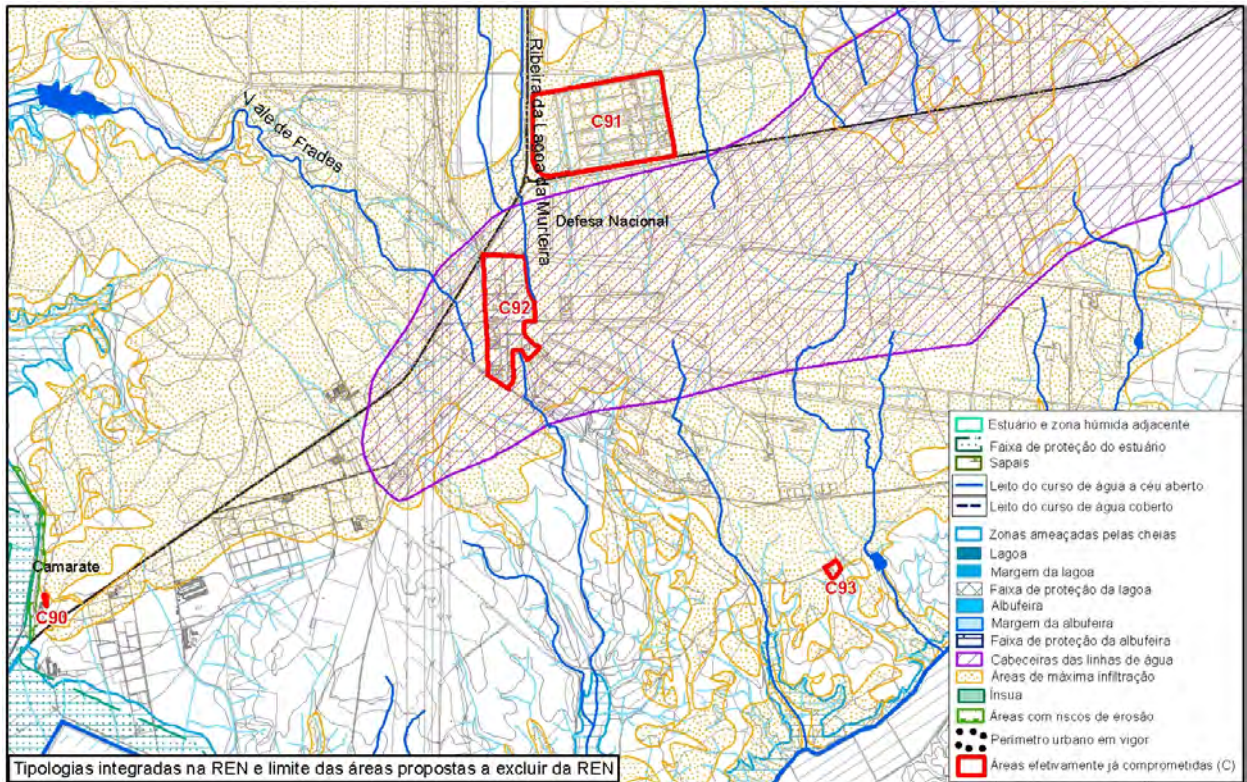 Vale de Frades
Ribeira da Lagoa da Murteira
C91
Defesa Nacional
C92
Camarate
C90
C93
Estuário e zona húmida adjacente
Faixa de proteção do estuário
Sapais
Leito do curso de água a céu aberto
Leito do curso de água coberto
Zonas ameaçadas pelas cheias
Lagoa
Margem da lagoa
Faixa de proteção da lagoa
Albufeira
Margem da albufeira
Faixa de proteção da albufeira
Cabeceiras das linhas de água
Áreas de máxima infiltração
Ínsua
Áreas com riscos de erosão
Perímetro urbano em vigor
Áreas efetivamente já comprometidas (C)
Tipologias integradas na REN e limite das áreas propostas a excluir da REN